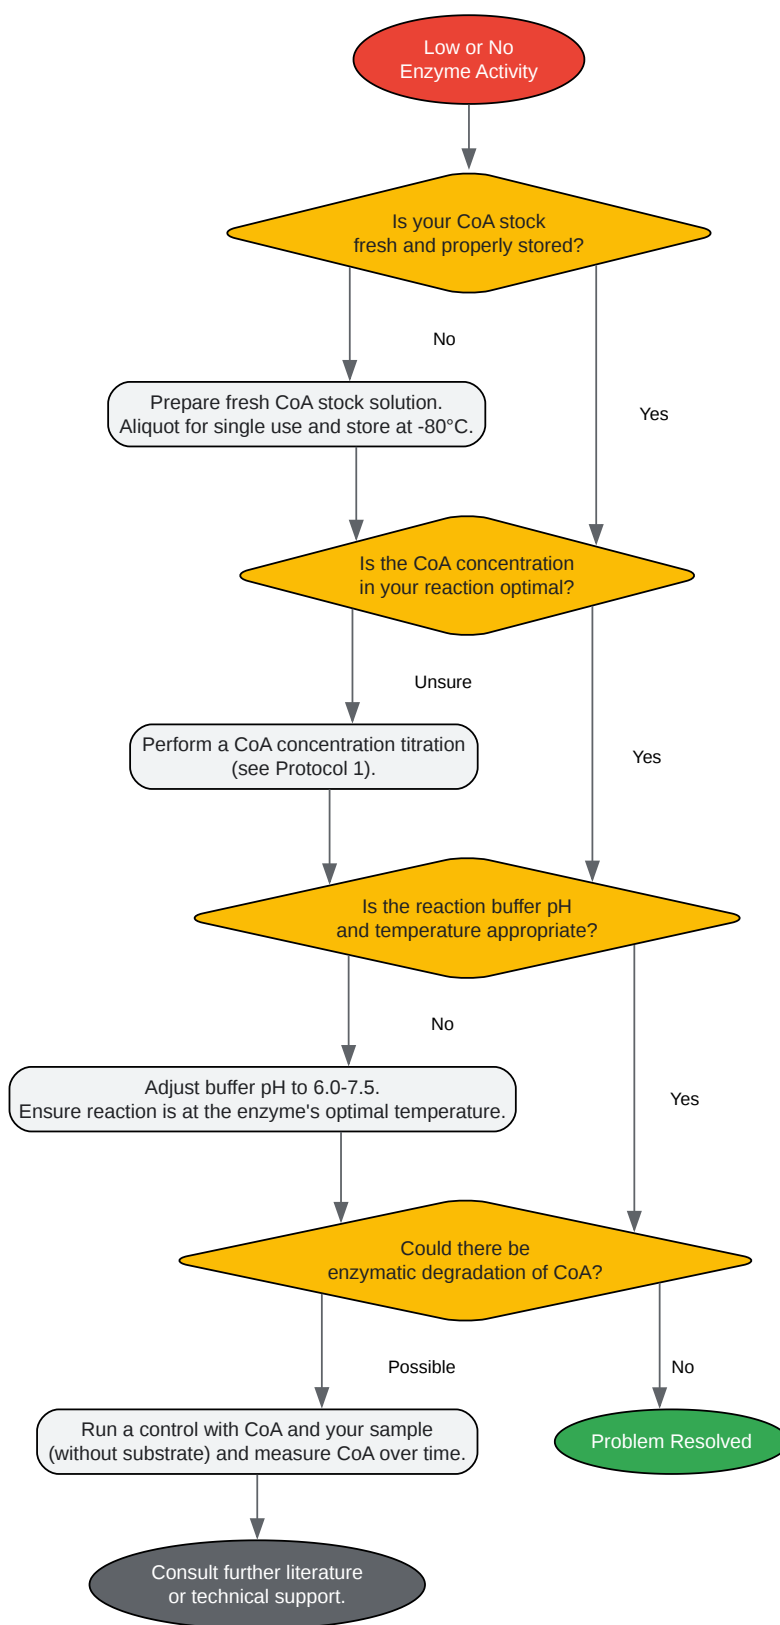 Low or No
Enzyme Activity
Is your CoA stock
fresh and properly stored?
No
Prepare fresh CoA stock solution.
Aliquot for single use and store at -80°C.
Yes
Is the CoA concentration
in your reaction optimal?
Unsure
Perform a CoA concentration titration
(see Protocol 1).
Yes
Is the reaction buffer pH
and temperature appropriate?
No
Adjust buffer pH to 6.0-7.5.
Ensure reaction is at the enzyme's optimal temperature.
Yes
Could there be
enzymatic degradation of CoA?
Possible
No
Run a control with CoA and your sample
(without substrate) and measure CoA over time.
Problem Resolved
Consult further literature
or technical support.